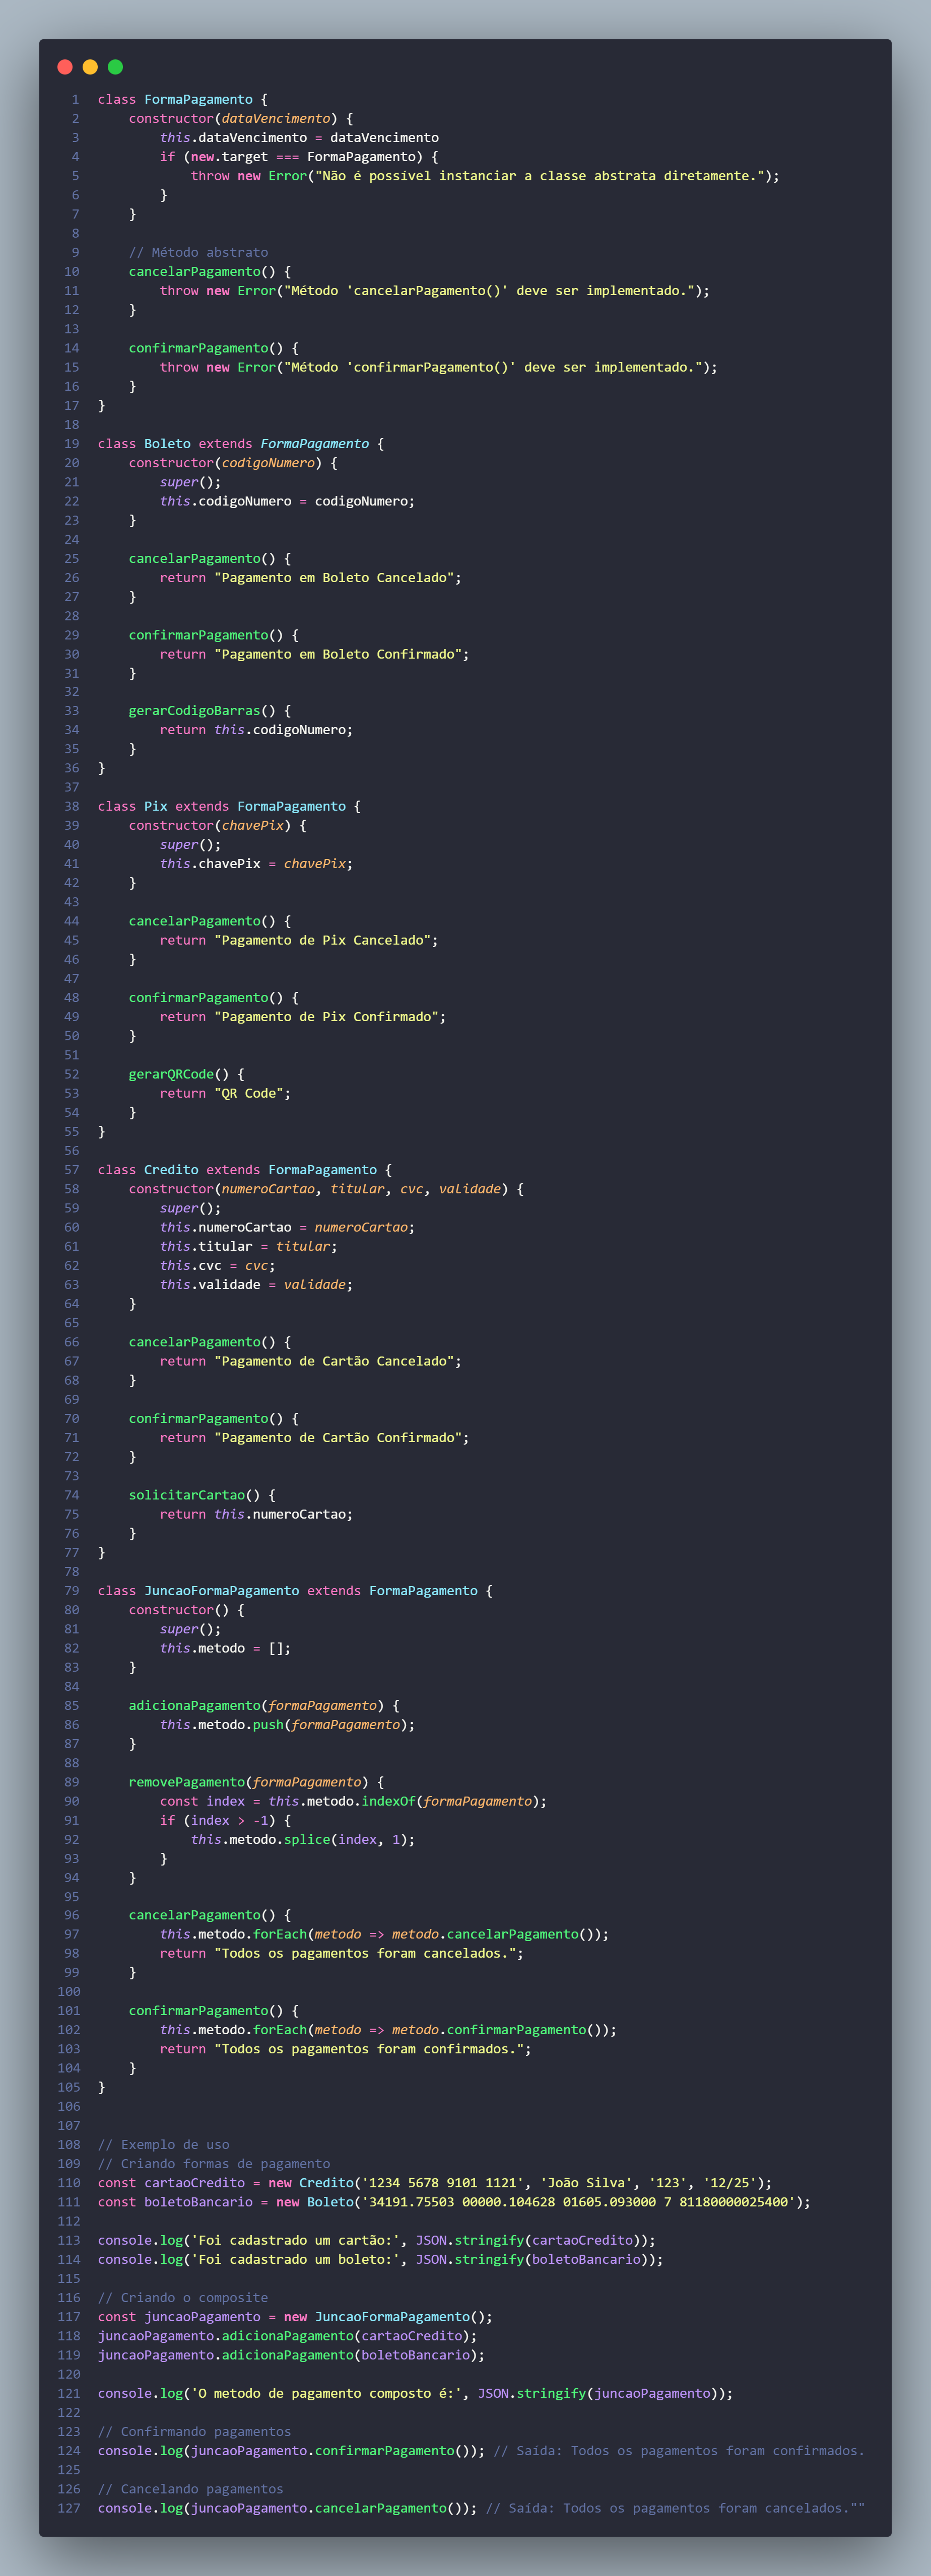 1 class FormaPagamento {
2     constructor(dataVencimento) {
3         this.dataVencimento = dataVencimento
4         if (new.target === FormaPagamento) {
5             throw new Error("Não é possível instanciar a classe abstrata diretamente.");
6         }
7     }
8
9     // Método abstrato
10     cancelarPagamento() {
11         throw new Error("Método 'cancelarPagamento()' deve ser implementado.");
12     }
13
14     confirmarPagamento() {
15         throw new Error("Método 'confirmarPagamento()' deve ser implementado.");
16     }
17 }
18
19 class Boleto extends FormaPagamento {
20     constructor(codigoNumero) {
21         super();
22         this.codigoNumero = codigoNumero;
23     }
24
25     cancelarPagamento() {
26         return "Pagamento em Boleto Cancelado";
27     }
28
29     confirmarPagamento() {
30         return "Pagamento em Boleto Confirmado";
31     }
32
33     gerarCodigoBarras() {
34         return this.codigoNumero;
35     }
36 }
37
38 class Pix extends FormaPagamento {
39     constructor(chavePix) {
40         super();
41         this.chavePix = chavePix;
42     }
43
44     cancelarPagamento() {
45         return "Pagamento de Pix Cancelado";
46     }
47
48     confirmarPagamento() {
49         return "Pagamento de Pix Confirmado";
50     }
51
52     gerarQRCode() {
53         return "QR Code";
54     }
55 }
56
57 class Credito extends FormaPagamento {
58     constructor(numeroCartao, titular, cvc, validade) {
59         super();
60         this.numeroCartao = numeroCartao;
61         this.titular = titular;
62         this.cvc = cvc;
63         this.validade = validade;
64     }
65
66     cancelarPagamento() {
67         return "Pagamento de Cartão Cancelado";
68     }
69
70     confirmarPagamento() {
71         return "Pagamento de Cartão Confirmado";
72     }
73
74     solicitarCartao() {
75         return this.numeroCartao;
76     }
77 }
78
79 class JuncaoFormaPagamento extends FormaPagamento {
80     constructor() {
81         super();
82         this.metodo = [];
83     }
84
85     adicionaPagamento(formaPagamento) {
86         this.metodo.push(formaPagamento);
87     }
88
89     removePagamento(formaPagamento) {
90         const index = this.metodo.indexOf(formaPagamento);
91         if (index > -1) {
92             this.metodo.splice(index, 1);
93         }
94     }
95
96     cancelarPagamento() {
97         this.metodo.forEach(metodo => metodo.cancelarPagamento());
98         return "Todos os pagamentos foram cancelados.";
99     }
100
101     confirmarPagamento() {
102         this.metodo.forEach(metodo => metodo.confirmarPagamento());
103         return "Todos os pagamentos foram confirmados.";
104     }
105 }
106
107
108 // Exemplo de uso
109 // Criando formas de pagamento
110 const cartaoCredito = new Credito('1234 5678 9101 1121', 'João Silva', '123', '12/25');
111 const boletoBancario = new Boleto('34191.75503 00000.104628 01605.093000 7 81180000025400');
112
113 console.log('Foi cadastrado um cartão:', JSON.stringify(cartaoCredito));
114 console.log('Foi cadastrado um boleto:', JSON.stringify(boletoBancario));
115
116 // Criando o composite
117 const juncaoPagamento = new JuncaoFormaPagamento();
118 juncaoPagamento.adicionaPagamento(cartaoCredito);
119 juncaoPagamento.adicionaPagamento(boletoBancario);
120
121 console.log('O metodo de pagamento composto é:', JSON.stringify(juncaoPagamento));
122
123 // Confirmando pagamentos
124 console.log(juncaoPagamento.confirmarPagamento()); // Saída: Todos os pagamentos foram confirmados.
125
126 // Cancelando pagamentos
127 console.log(juncaoPagamento.cancelarPagamento()); // Saída: Todos os pagamentos foram cancelados.""